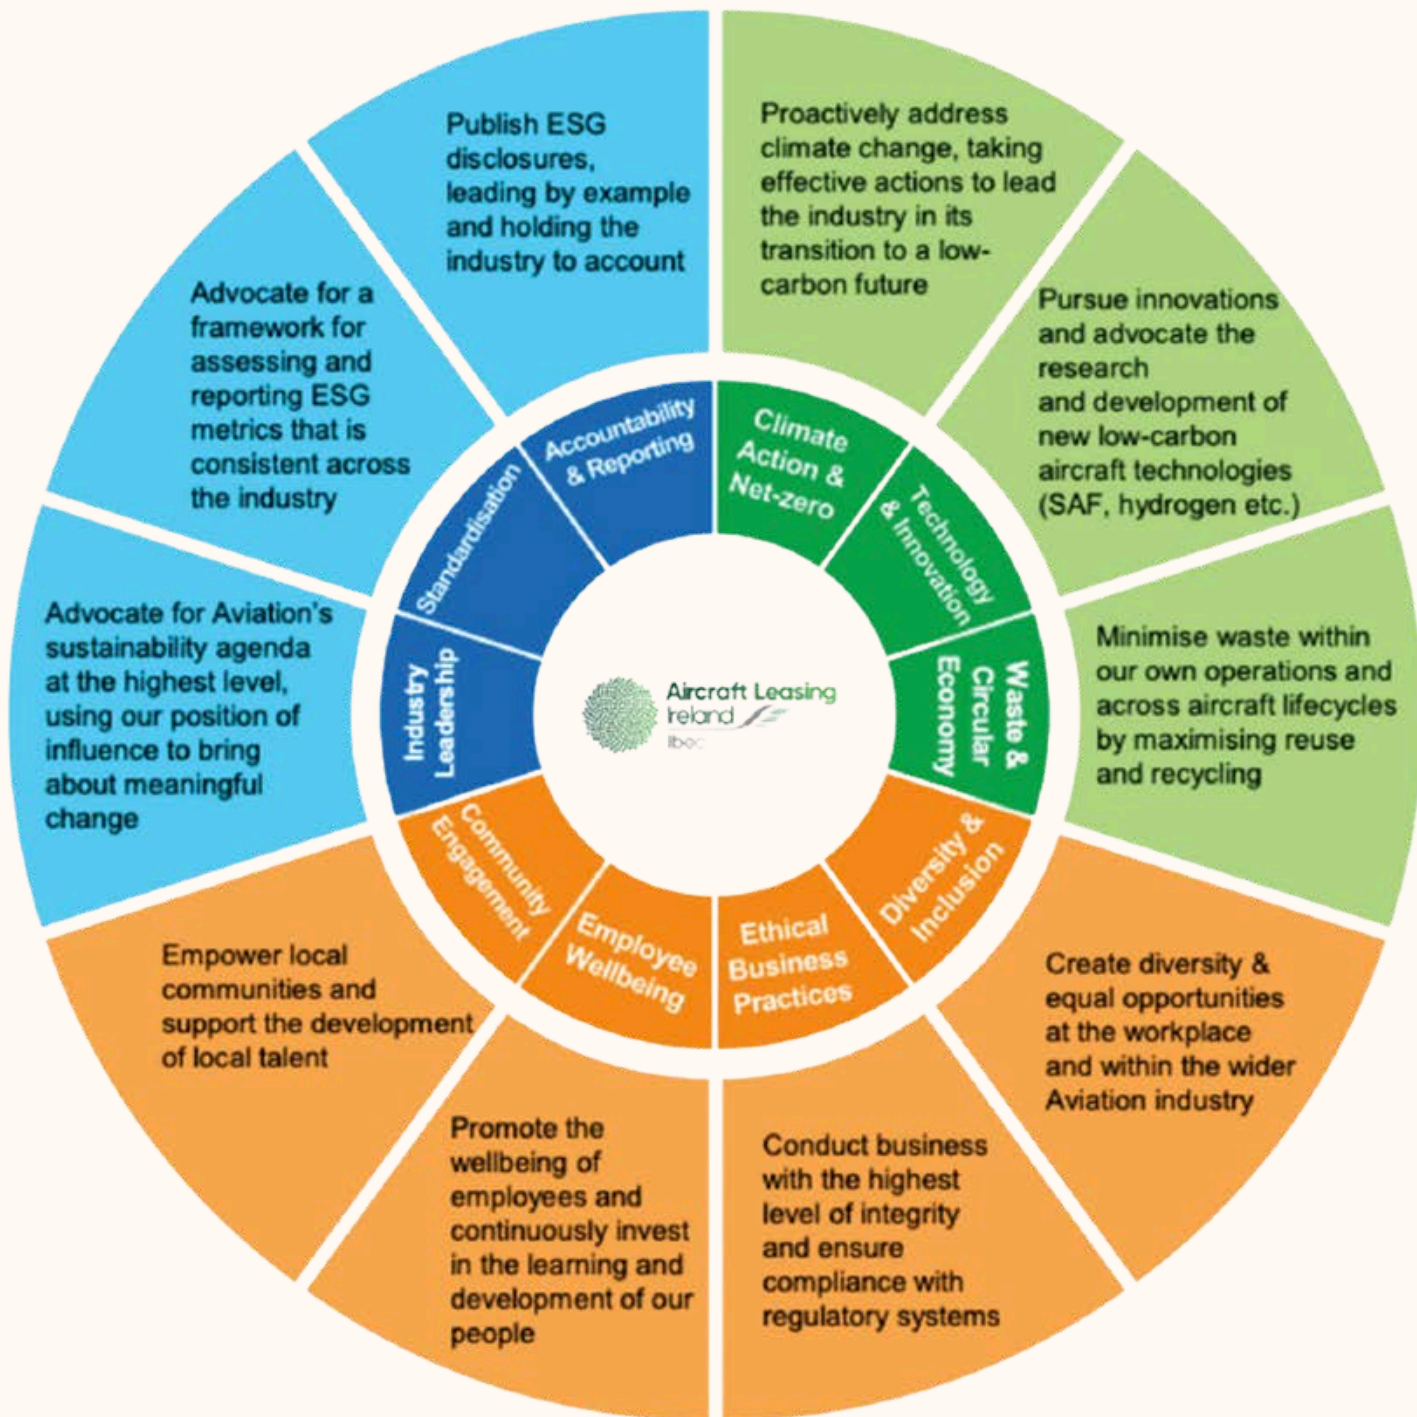 Publish ESG
disclosures,
leading by example
and holding the
industry to account
Proactively address
climate change, taking
effective actions to lead
the industry in its
transition to a low-
carbon future
Pursue innovations
and advocate the
research
and development of
new low-carbon
aircraft technologies
(SAF, hydrogen etc.)
Minimise waste within
our own operations and
across aircraft lifecycles
by maximising reuse
and recycling
Create diversity &
equal opportunities
at the workplace
and within the wider
Aviation industry
Conduct business
with the highest
level of integrity
and ensure
compliance with
regulatory systems
Promote the
wellbeing of
employees and
continuously invest
in the learning and
development of our
people
Empower local
communities and
support the development
of local talent
Advocate for Aviation's
sustainability agenda
at the highest level,
using our position of
influence to bring
about meaningful
change
Advocate for a
framework for
assessing and
reporting ESG
metrics that is
consistent across
the industry
Accountability
& Reporting
Climate
Action &
Net-zero
Technology
& Innovation
Waste &
Circular
Economy
Diversity &
Inclusion
Ethical
Business
Practices
Employee
Wellbeing
Community
Engagement
Industry
Leadership
Standardisation
Aircraft Leasing
Ireland
Ibec